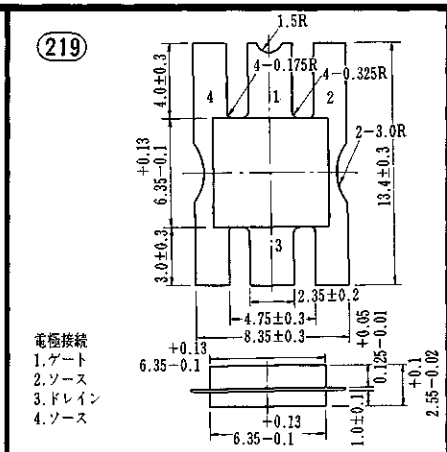 219
1.5R
4-0.175R
4-0.325R
4
1
2
2-3.0R
4.0±0.3
+0.13
6.35-0.1
3.0±0.3
13.4±0.3
3
2.35±0.2
4.75±0.3
8.35±0.3
電極接続
1.ゲート
2.ソース
3.ドレイン
4.ソース
+0.13
6.35-0.1
+0.05
0.125-0.01
+0.1
2.55-0.02
1.0±0.1
+0.13
6.35-0.1